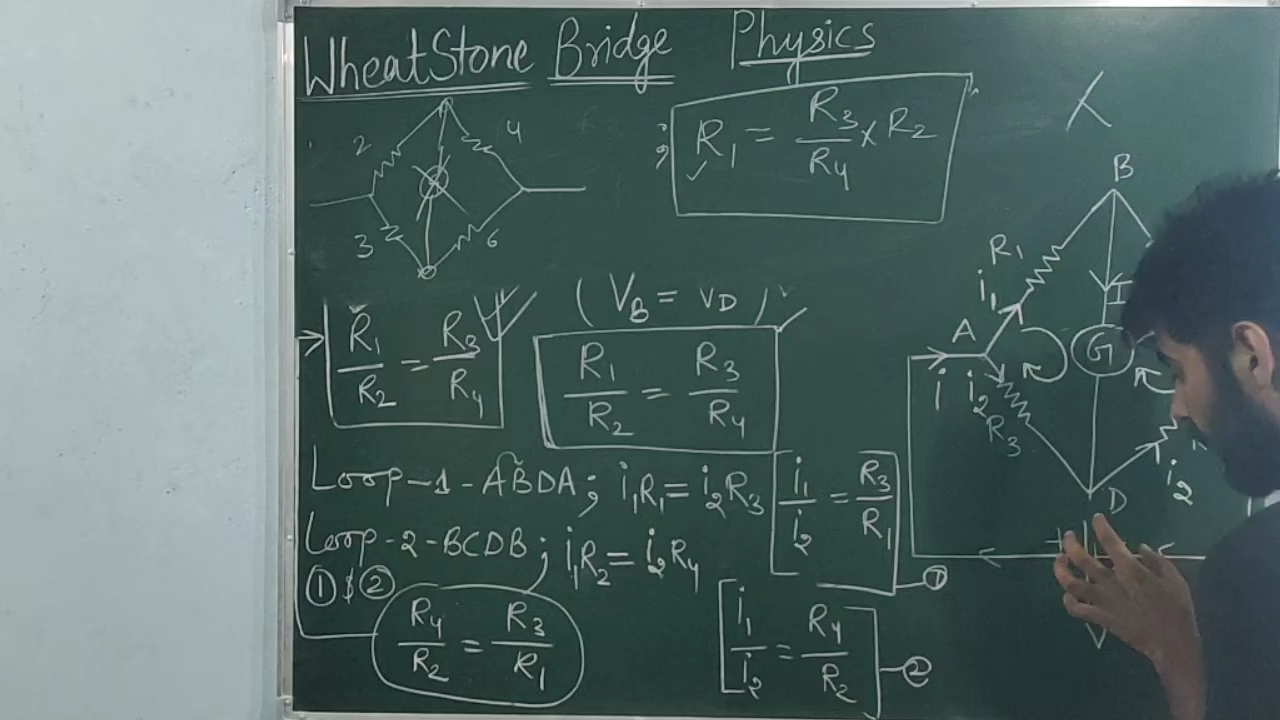 WheatStone Bridge Physics
2
4
3
6
; R₁ = R₃/R₄ × R₂
(V_B = V_D)
R₁/R₂ = R₃/R₄
R₁/R₂ = R₃/R₄
Loop-1-ABDA; i₁R₁ = i₂R₃
i₁/i₂ = R₃/R₁ -①
Loop-2-BCDB; i₁R₂ = i₂R₄
i₁/i₂ = R₄/R₂ -②
① $ ②
R₄/R₂ = R₃/R₁
B
R₁
i₁
I
A
G
i
i₂
R₃
i₂
D